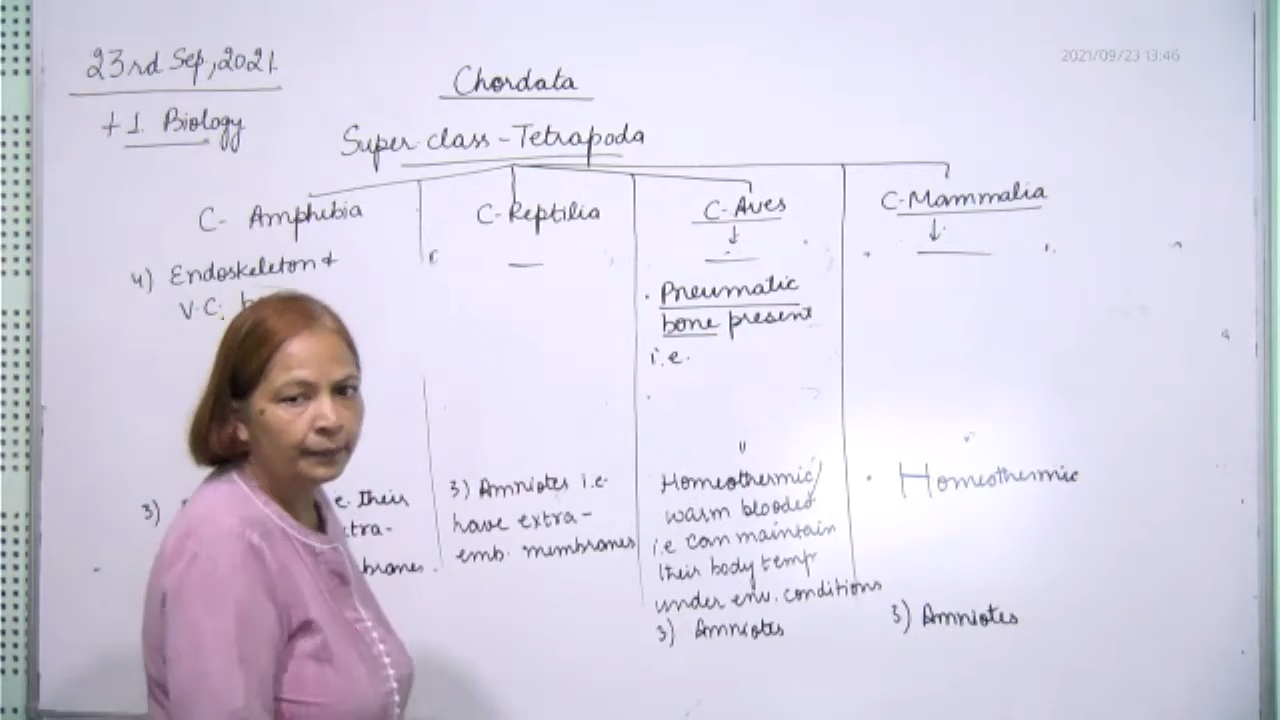 23rd Sep, 2021.
2021/09/23 13:46
Chordata
+1. Biology
Super class - Tetrapoda
C- Amphibia
C- Reptilia
C- Aves
C- Mammalia
4) Endoskeleton &
V.C.
Pneumatic
bone present
i.e.
3)
e. their
tra-
branes.
3) Amniotes i.e
have extra-
emb. membranes
Homeothermic/
warm blooded
i.e can maintain
their body temp
under env. conditions
3) Amniotes
Homeothermic
3) Amniotes